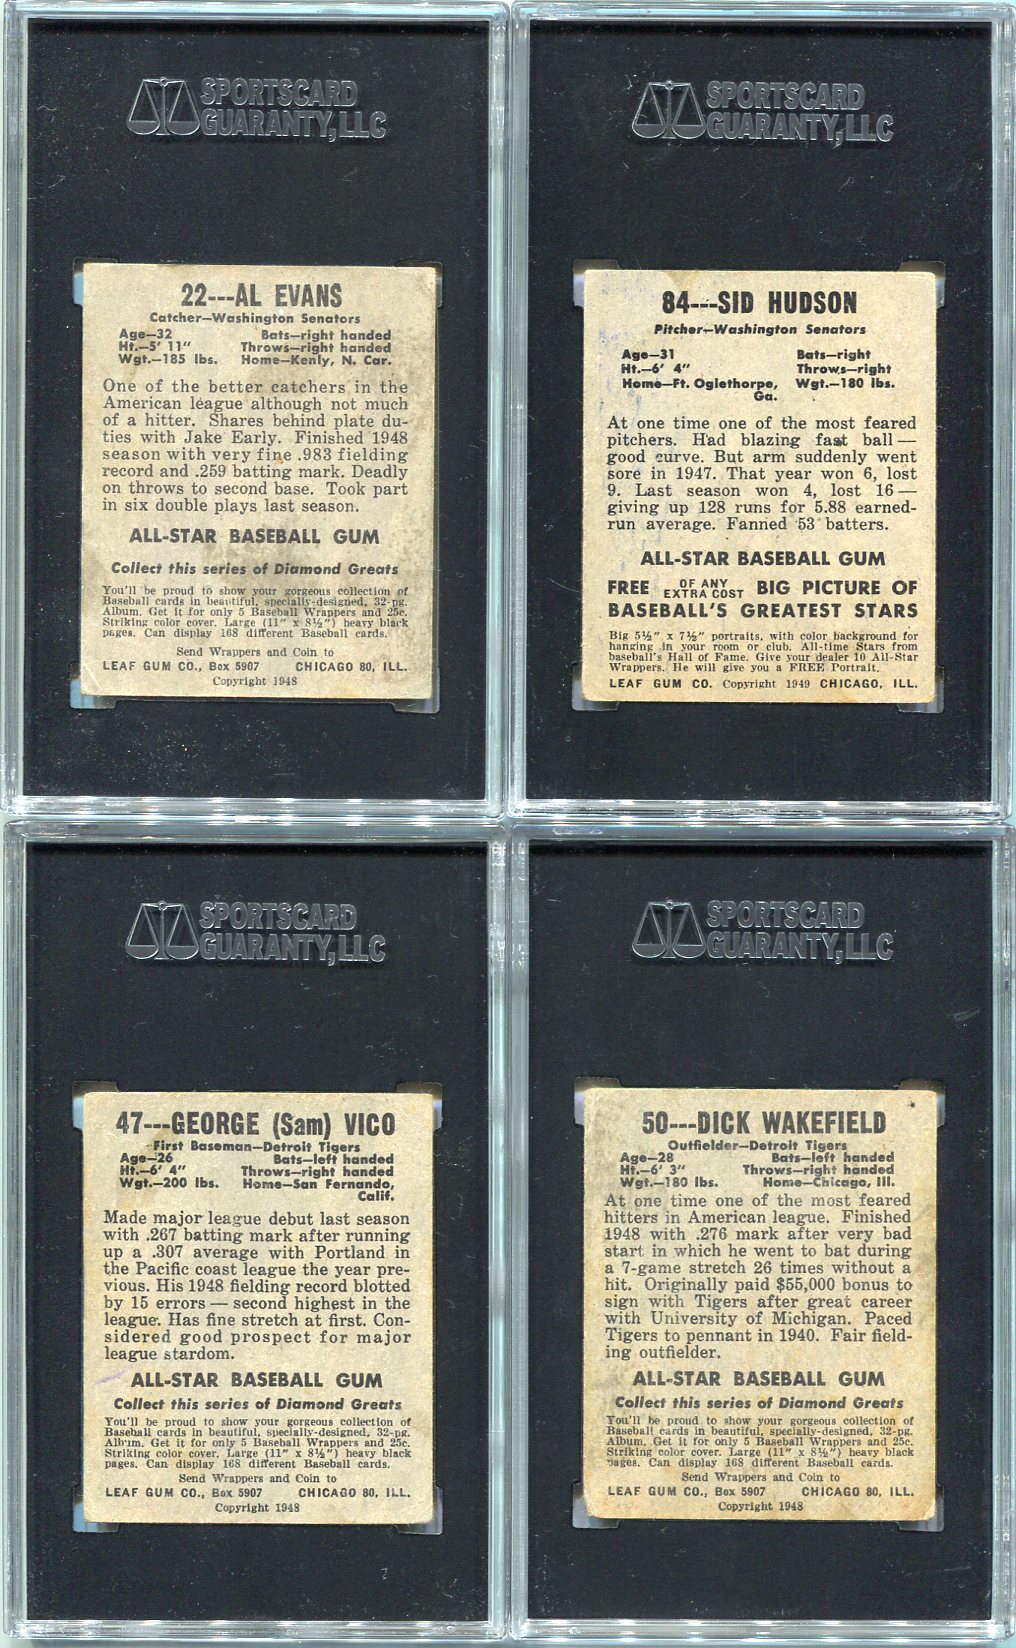 SPORTSCARD
GUARANTY, LLC
22---AL EVANS
Catcher—Washington Senators
Age—32 Bats—right handed
Ht.—5' 11" Throws—right handed
Wgt.—185 lbs. Home—Kenly, N. Car.
One of the better catchers in the
American league although not much
of a hitter. Shares behind plate du-
ties with Jake Early. Finished 1948
season with very fine .983 fielding
record and .259 batting mark. Deadly
on throws to second base. Took part
in six double plays last season.
ALL-STAR BASEBALL GUM
Collect this series of Diamond Greats
You'll be proud to show your gorgeous collection of
Baseball cards in beautiful, specially-designed, 32-pg.
Album. Get it for only 5 Baseball Wrappers and 25c.
Striking color cover. Large (11" x 8½") heavy black
pages. Can display 168 different Baseball cards.
Send Wrappers and Coin to
LEAF GUM CO., Box 5907 CHICAGO 80, ILL.
Copyright 1948
SPORTSCARD
GUARANTY, LLC
84---SID HUDSON
Pitcher—Washington Senators
Age—31 Bats—right
Ht.—6' 4" Throws—right
Home—Ft. Oglethorpe, Wgt.—180 lbs.
Ga.
At one time one of the most feared
pitchers. Had blazing fast ball —
good curve. But arm suddenly went
sore in 1947. That year won 6, lost
9. Last season won 4, lost 16 —
giving up 128 runs for 5.88 earned-
run average. Fanned 53 batters.
ALL-STAR BASEBALL GUM
FREE OF ANY EXTRA COST BIG PICTURE OF
BASEBALL'S GREATEST STARS
Big 5½" x 7½" portraits, with color background for
hanging in your room or club. All-time Stars from
baseball's Hall of Fame. Give your dealer 10 All-Star
Wrappers. He will give you a FREE Portrait.
LEAF GUM CO. Copyright 1949 CHICAGO, ILL.
SPORTSCARD
GUARANTY, LLC
47---GEORGE (Sam) VICO
First Baseman—Detroit Tigers
Age—26 Bats—left handed
Ht.—6' 4" Throws—right handed
Wgt.—200 lbs. Home—San Fernando,
Calif.
Made major league debut last season
with .267 batting mark after running
up a .307 average with Portland in
the Pacific coast league the year pre-
vious. His 1948 fielding record blotted
by 15 errors — second highest in the
league. Has fine stretch at first. Con-
sidered good prospect for major
league stardom.
ALL-STAR BASEBALL GUM
Collect this series of Diamond Greats
You'll be proud to show your gorgeous collection of
Baseball cards in beautiful, specially-designed, 32-pg.
Album. Get it for only 5 Baseball Wrappers and 25c.
Striking color cover. Large (11" x 8½") heavy black
pages. Can display 168 different Baseball cards.
Send Wrappers and Coin to
LEAF GUM CO., Box 5907 CHICAGO 80, ILL.
Copyright 1948
SPORTSCARD
GUARANTY, LLC
50---DICK WAKEFIELD
Outfielder—Detroit Tigers
Age—28 Bats—left handed
Ht.—6' 3" Throws—right handed
Wgt.—180 lbs. Home—Chicago, Ill.
At one time one of the most feared
hitters in American league. Finished
1948 with .276 mark after very bad
start in which he went to bat during
a 7-game stretch 26 times without a
hit. Originally paid $55,000 bonus to
sign with Tigers after great career
with University of Michigan. Paced
Tigers to pennant in 1940. Fair field-
ing outfielder.
ALL-STAR BASEBALL GUM
Collect this series of Diamond Greats
You'll be proud to show your gorgeous collection of
Baseball cards in beautiful, specially-designed, 32-pg.
Album. Get it for only 5 Baseball Wrappers and 25c.
Striking color cover. Large (11" x 8½") heavy black
pages. Can display 168 different Baseball cards.
Send Wrappers and Coin to
LEAF GUM CO., Box 5907 CHICAGO 80, ILL.
Copyright 1948